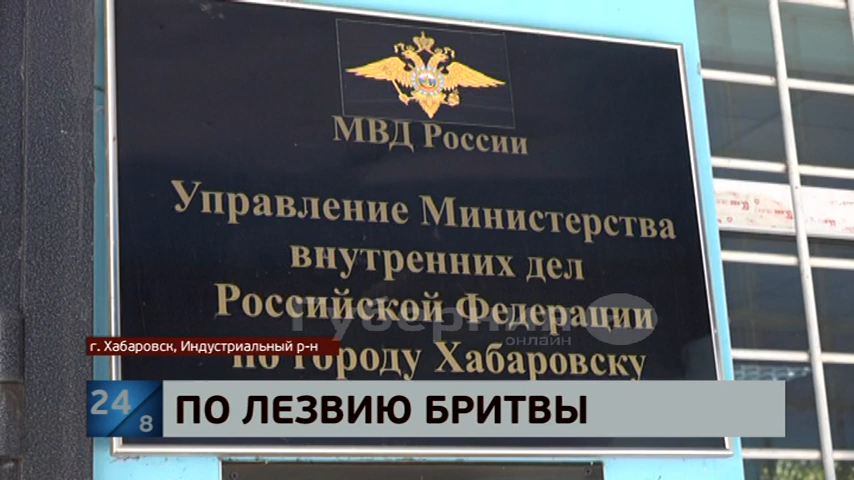 МВД России
Управление Министерства
внутренних дел
Российской Федерации
по городу Хабаровску
Губерния
онлайн
г. Хабаровск, Индустриальный р-н
24/8
ПО ЛЕЗВИЮ БРИТВЫ